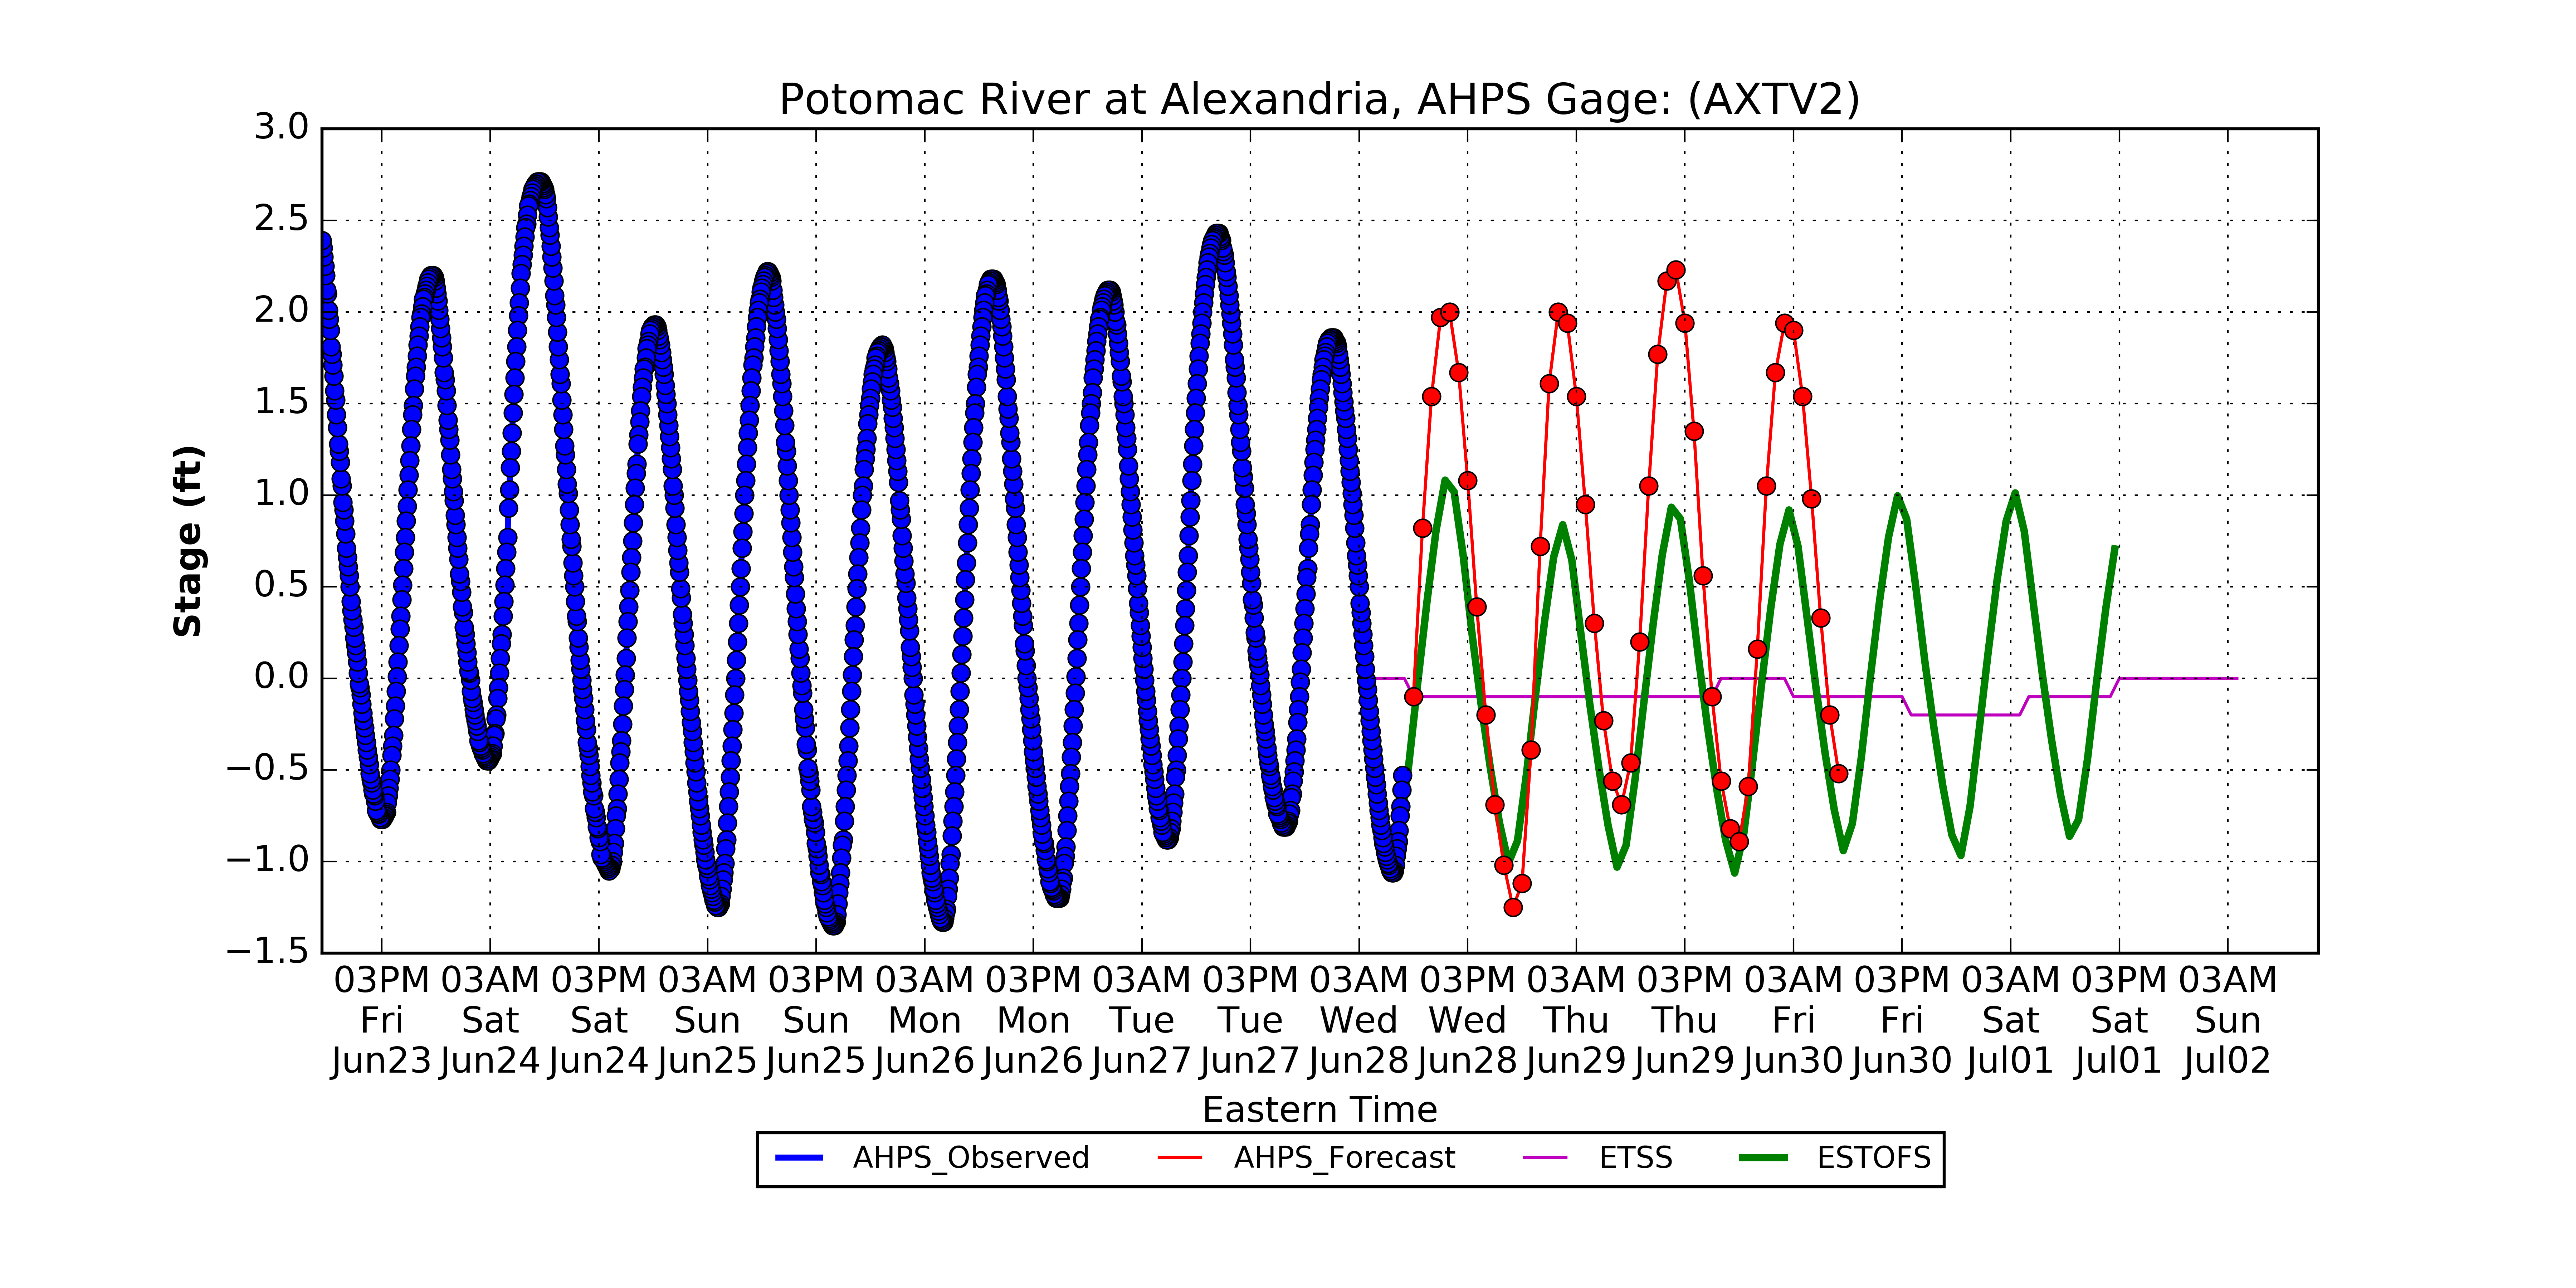 Potomac River at Alexandria, AHPS Gage: (AXTV2)
3.0
2.5
2.0
1.5
1.0
0.5
0.0
−0.5
−1.0
−1.5
Stage (ft)
03PM 03AM 03PM 03AM 03PM 03AM 03PM 03AM 03PM 03AM 03PM 03AM 03PM 03AM 03PM 03AM 03PM 03AM
Fri Sat Sat Sun Sun Mon Mon Tue Tue Wed Wed Thu Thu Fri Fri Sat Sat Sun
Jun23 Jun24 Jun24 Jun25 Jun25 Jun26 Jun26 Jun27 Jun27 Jun28 Jun28 Jun29 Jun29 Jun30 Jun30 Jul01 Jul01 Jul02
Eastern Time
AHPS_Observed AHPS_Forecast ETSS ESTOFS